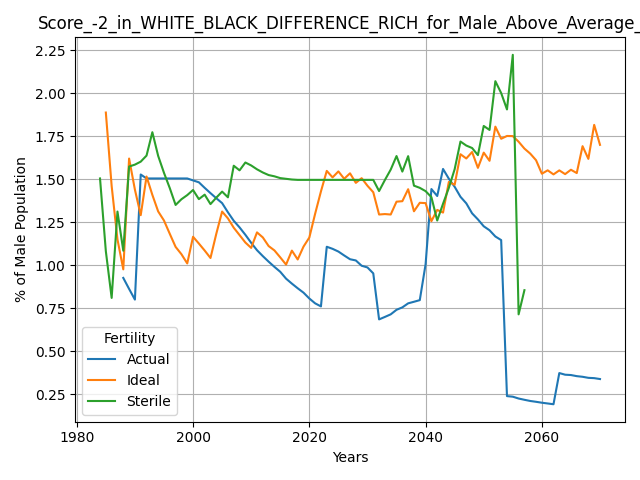 Score_-2_in_WHITE_BLACK_DIFFERENCE_RICH_for_Male_Above_Average_
2.25
2.00
1.75
1.50
1.25
1.00
0.75
0.50
0.25
% of Male Population
Fertility
Actual
Ideal
Sterile
1980
2000
2020
2040
2060
Years